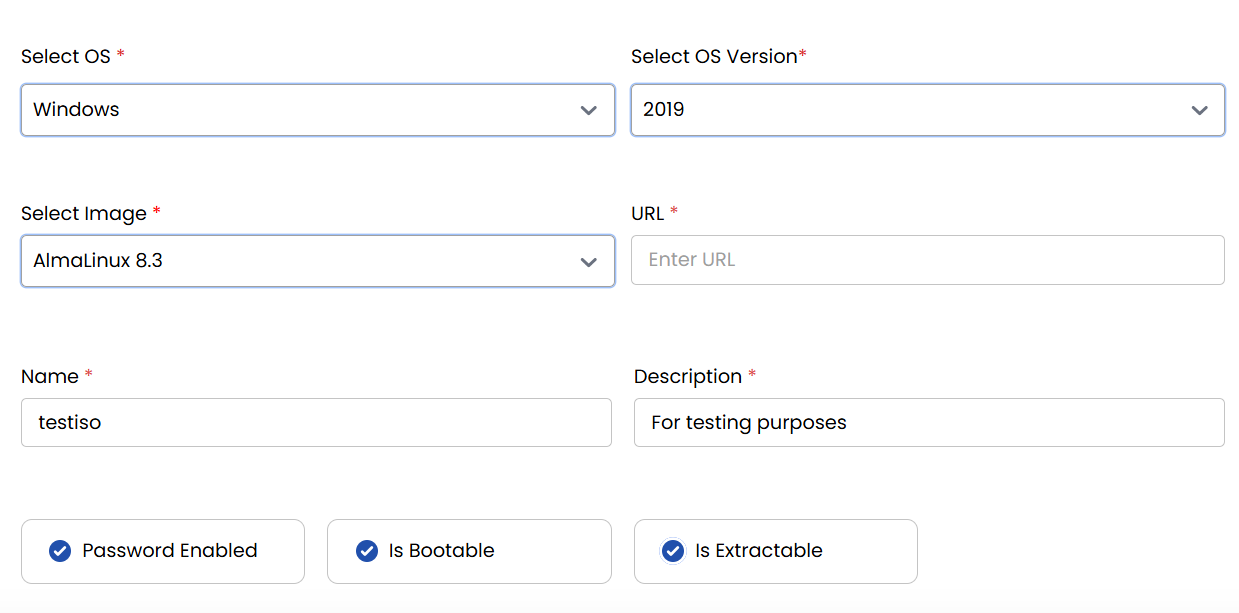 Select OS *
Select OS Version*
Windows
2019
Select Image *
URL *
AlmaLinux 8.3
Enter URL
Name *
Description *
testiso
For testing purposes
Password Enabled
Is Bootable
Is Extractable